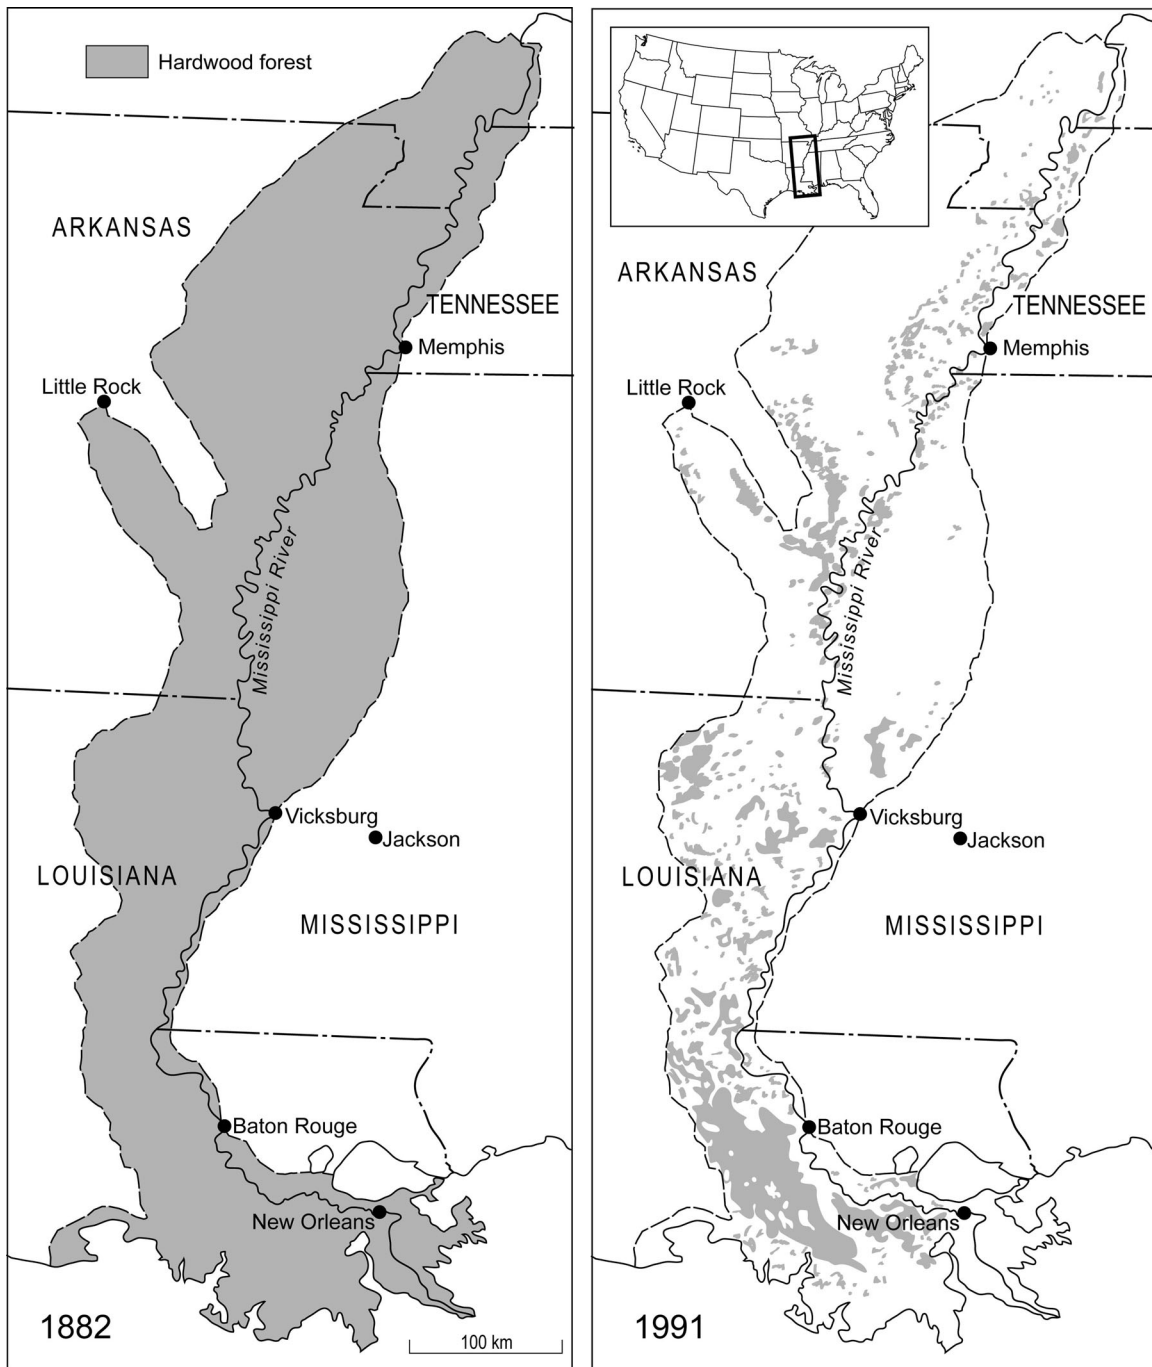 Hardwood forest
ARKANSAS
TENNESSEE
Memphis
Little Rock
Mississippi River
Vicksburg
Jackson
LOUISIANA
MISSISSIPPI
Baton Rouge
New Orleans
1882
100 km
ARKANSAS
TENNESSEE
Memphis
Little Rock
Mississippi River
Vicksburg
Jackson
LOUISIANA
MISSISSIPPI
Baton Rouge
New Orleans
1991